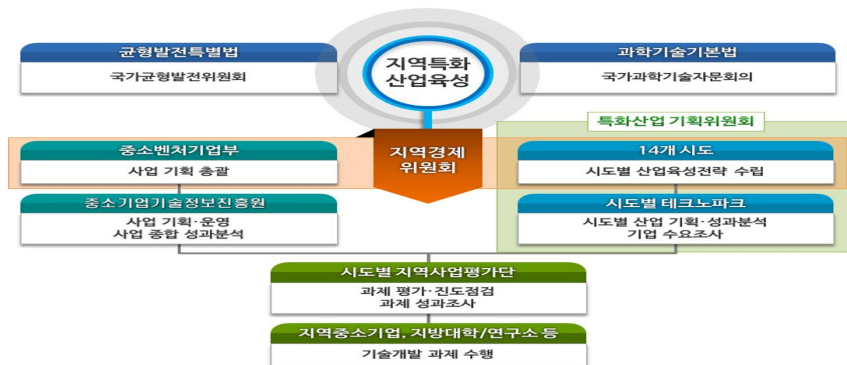 균형발전특별법
국가균형발전위원회
지역특화
산업육성
과학기술기본법
국가과학기술자문회의
특화산업 기획위원회
중소벤처기업부
사업 기획 총괄
지역경제
위원회
14개 시도
시도별 산업육성전략 수립
중소기업기술정보진흥원
사업 기획·운영
사업 종합 성과분석
시도별 테크노파크
시도별 산업 기획·성과분석
기업 수요조사
시도별 지역사업평가단
과제 평가·진도점검
과제 성과조사
지역중소기업, 지방대학/연구소 등
기술개발 과제 수행